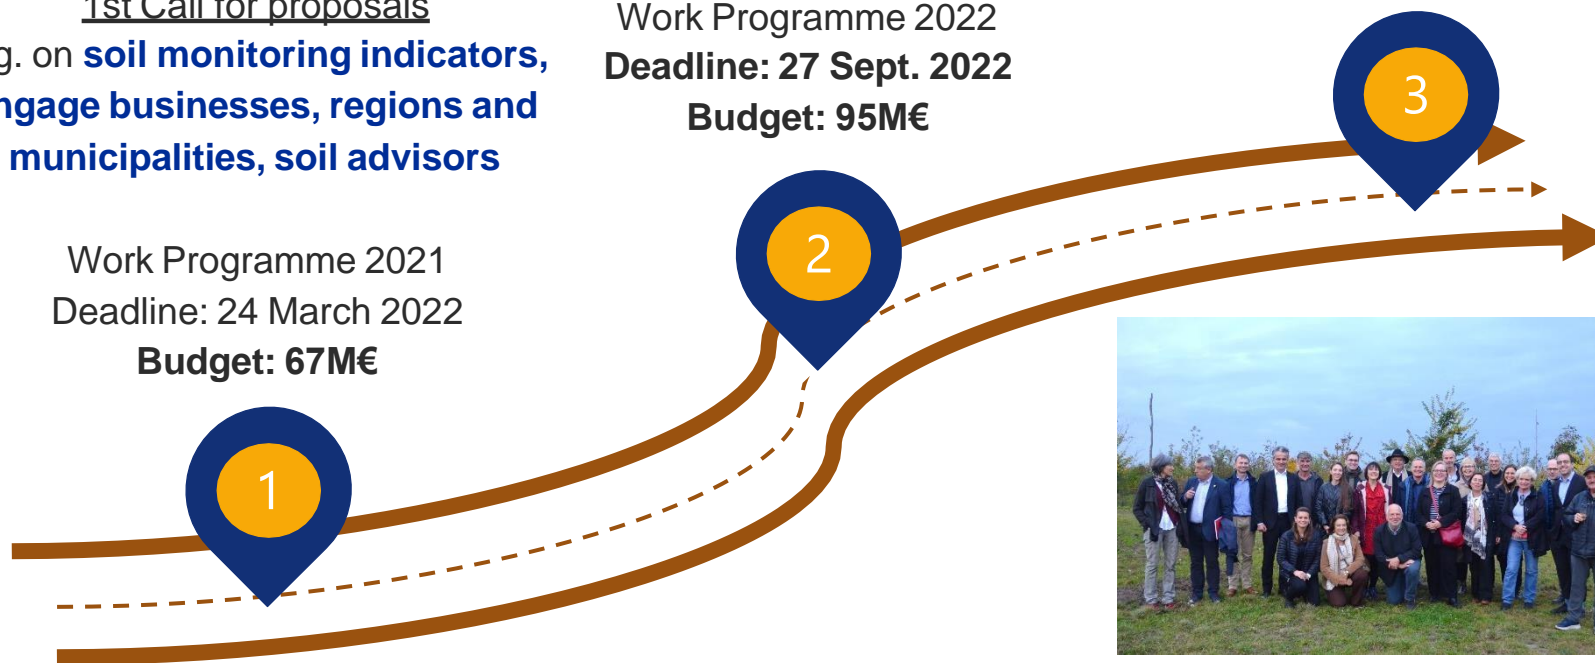 1st Call for proposals
g. on soil monitoring indicators,
ngage businesses, regions and
municipalities, soil advisors
Work Programme 2021
Deadline: 24 March 2022
Budget: 67M€
1
Work Programme 2022
Deadline: 27 Sept. 2022
Budget: 95M€
2
3